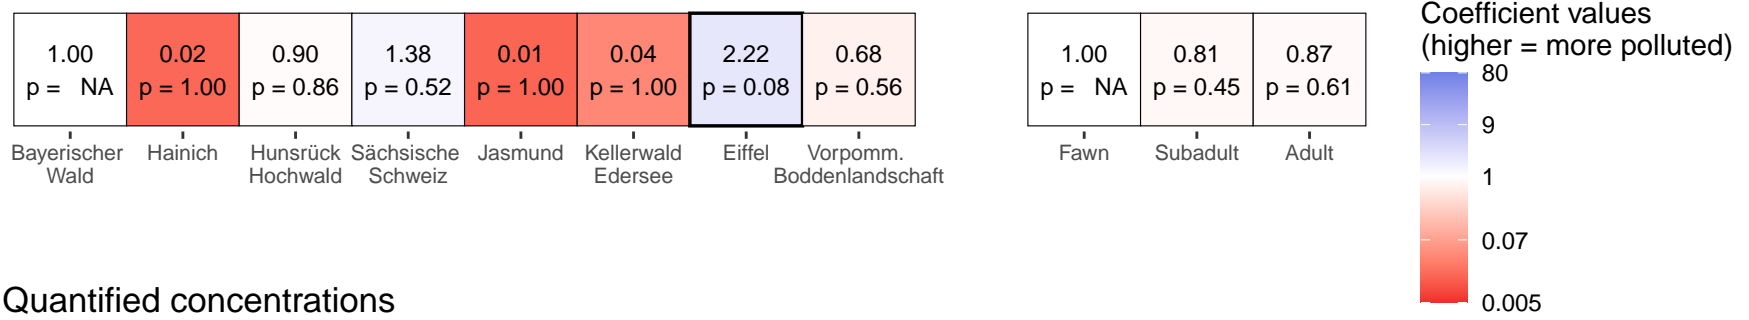 1.00 0.02 0.90 1.38 0.01 0.04 2.22 0.68
p = NA p = 1.00 p = 0.86 p = 0.52 p = 1.00 p = 1.00 p = 0.08 p = 0.56
Bayerischer Hainich Hunsrück Sächsische Jasmund Kellerwald Eiffel Vorpomm.
Wald Hochwald Schweiz Edersee Boddenlandschaft
1.00 0.81 0.87
p = NA p = 0.45 p = 0.61
Fawn Subadult Adult
Coefficient values
(higher = more polluted)
80
9
1
0.07
0.005
Quantified concentrations